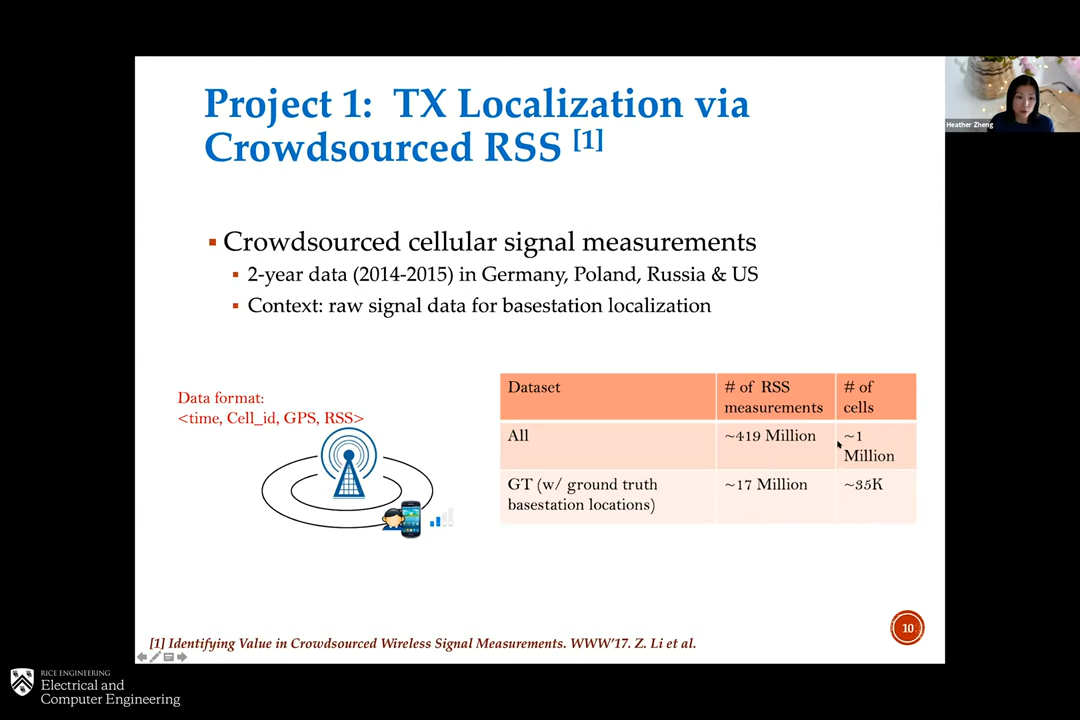 Project 1: TX Localization via
Crowdsourced RSS [1]
▪ Crowdsourced cellular signal measurements
▪ 2-year data (2014-2015) in Germany, Poland, Russia & US
▪ Context: raw signal data for basestation localization
Data format:
<time, Cell_id, GPS, RSS>
Dataset
# of RSS
measurements
# of
cells
All
~419 Million
~1
Million
GT (w/ ground truth
basestation locations)
~17 Million
~35K
[1] Identifying Value in Crowdsourced Wireless Signal Measurements. WWW'17. Z. Li et al.
10
Heather Zheng
RICE ENGINEERING
Electrical and
Computer Engineering